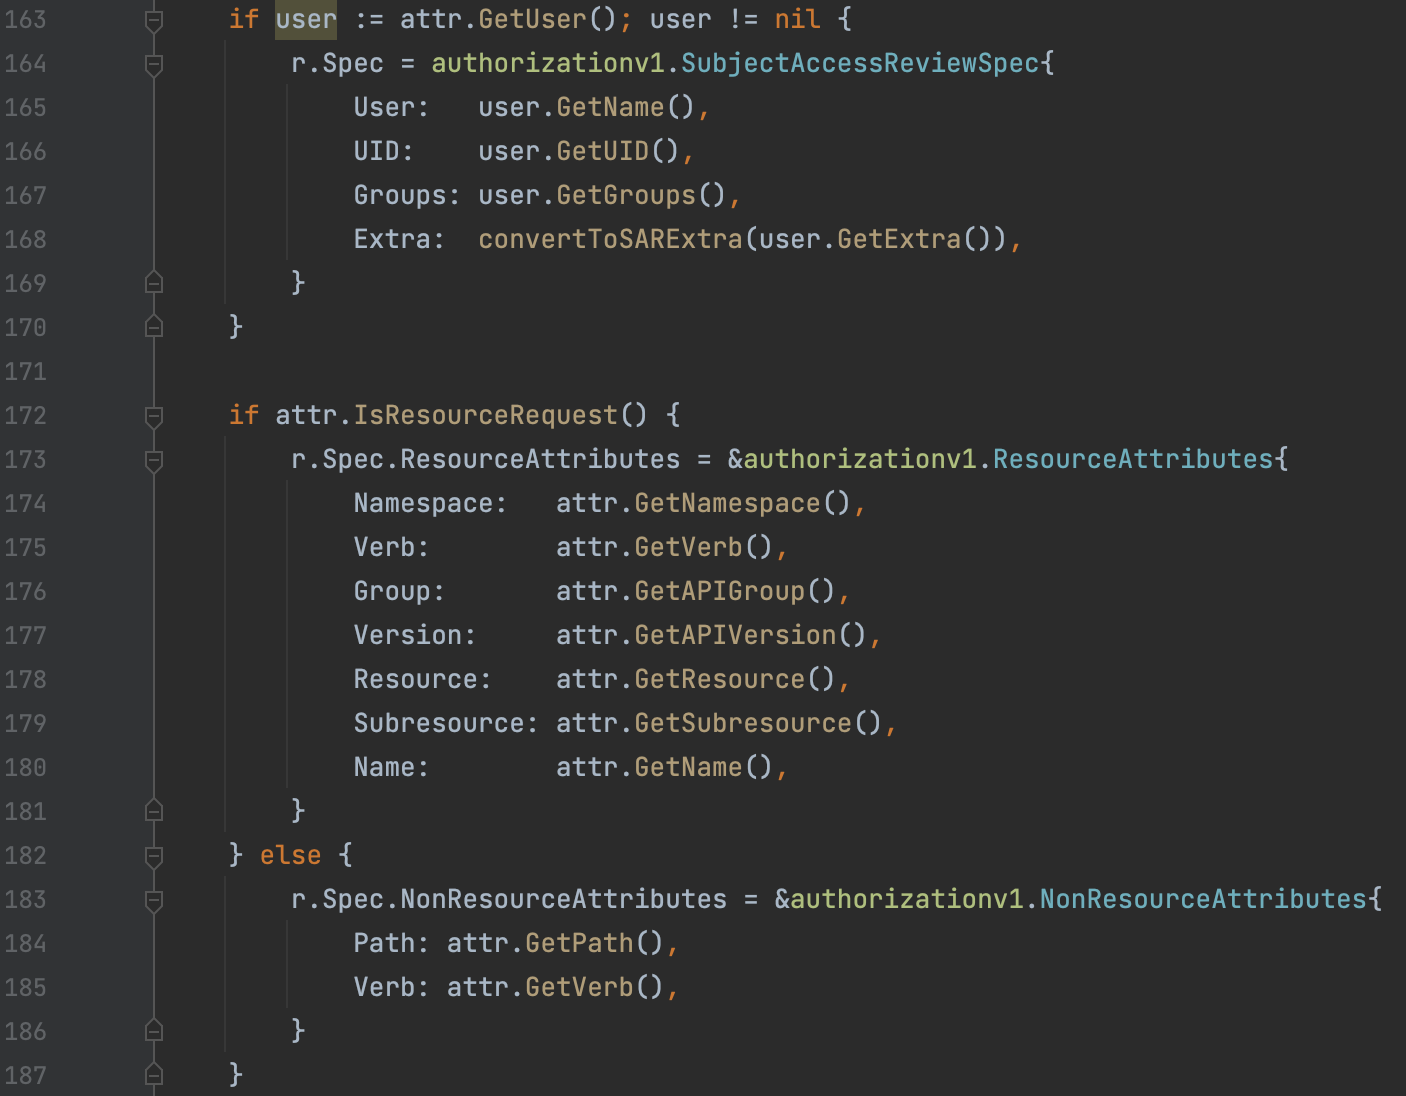 163 if user := attr.GetUser(); user != nil {
164 r.Spec = authorizationv1.SubjectAccessReviewSpec{
165 User:   user.GetName(),
166 UID:    user.GetUID(),
167 Groups: user.GetGroups(),
168 Extra:  convertToSARExtra(user.GetExtra()),
169 }
170 }
171
172 if attr.IsResourceRequest() {
173 r.Spec.ResourceAttributes = &authorizationv1.ResourceAttributes{
174 Namespace:   attr.GetNamespace(),
175 Verb:        attr.GetVerb(),
176 Group:       attr.GetAPIGroup(),
177 Version:     attr.GetAPIVersion(),
178 Resource:    attr.GetResource(),
179 Subresource: attr.GetSubresource(),
180 Name:        attr.GetName(),
181 }
182 } else {
183 r.Spec.NonResourceAttributes = &authorizationv1.NonResourceAttributes{
184 Path: attr.GetPath(),
185 Verb: attr.GetVerb(),
186 }
187 }